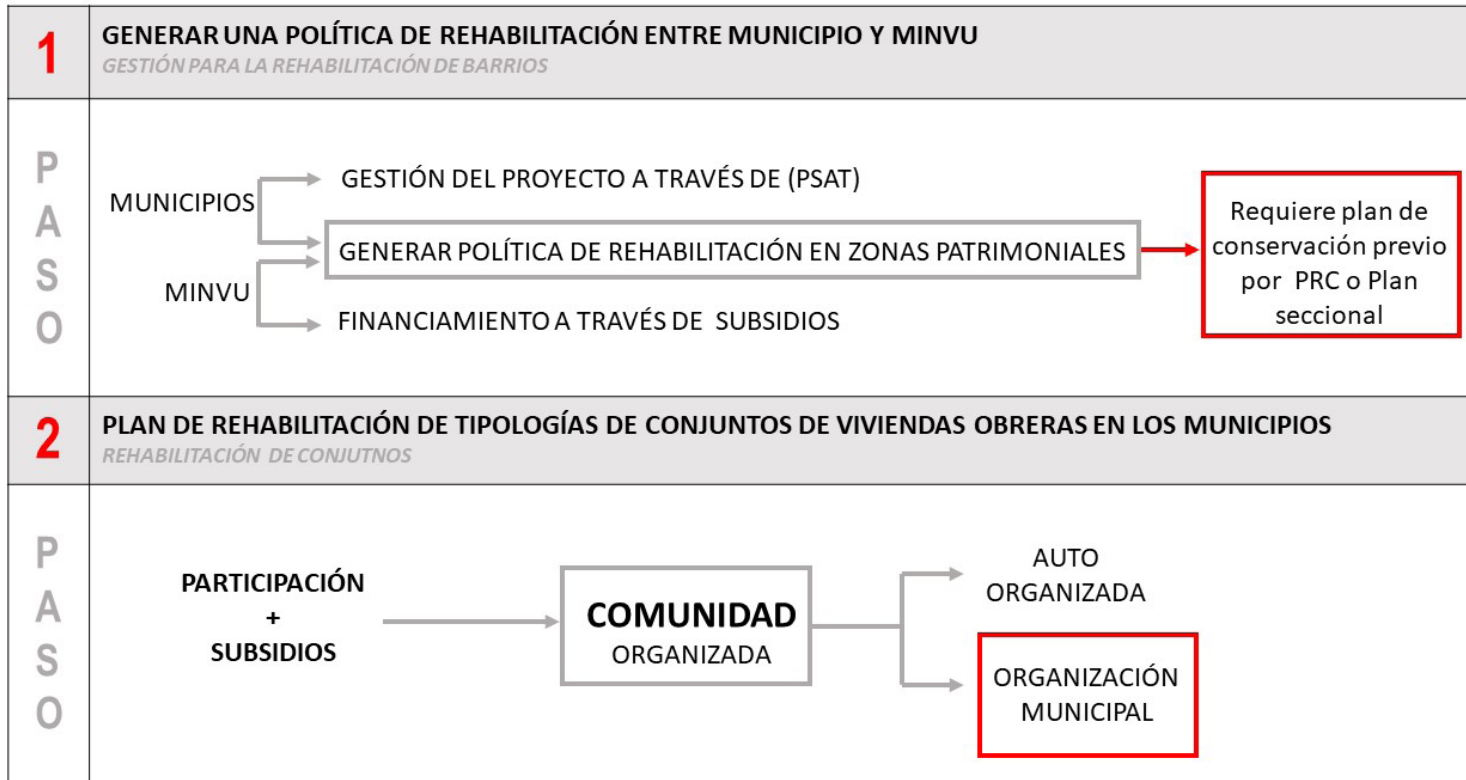 1
GENERAR UNA POLÍTICA DE REHABILITACIÓN ENTRE MUNICIPIO Y MINVU
GESTIÓN PARA LA REHABILITACIÓN DE BARRIOS
PASO
MUNICIPIOS
MINVU
GESTIÓN DEL PROYECTO A TRAVÉS DE (PSAT)
GENERAR POLÍTICA DE REHABILITACIÓN EN ZONAS PATRIMONIALES
FINANCIAMIENTO A TRAVÉS DE SUBSIDIOS
Requiere plan de
conservación previo
por PRC o Plan
seccional
2
PLAN DE REHABILITACIÓN DE TIPOLOGÍAS DE CONJUNTOS DE VIVIENDAS OBRERAS EN LOS MUNICIPIOS
REHABILITACIÓN DE CONJUTNOS
PASO
PARTICIPACIÓN
+
SUBSIDIOS
COMUNIDAD
ORGANIZADA
AUTO
ORGANIZADA
ORGANIZACIÓN
MUNICIPAL